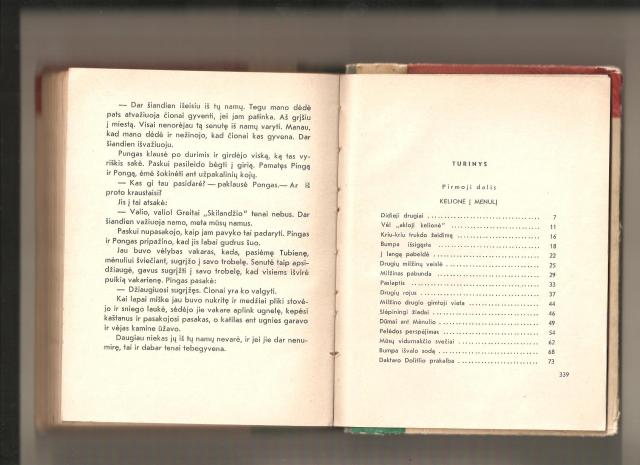 — Dar šiandien išeisiu iš tų namų. Tegu mano dėdė
pats atvažiuoja čionai gyventi, jei jam patinka. Aš grįšiu
į miestą. Visai nenorėjau tą senutę iš namų varyti. Manau,
kad mano dėdė ir nežinojo, kad čionai kas gyvena. Dar
šiandien išvažiuoju.
Pungas klausė po durimis ir girdėjo viską, ką tas vy-
riškis sakė. Paskui pasileido bėgti į girią. Pamatęs Pingą
ir Pongą, ėmė šokinėti ant užpakalinių kojų.
— Kas gi tau pasidarė? — paklausė Pongas. — Ar iš
proto kraustaisi?
Jis į tai atsakė:
— Valio, valio! Greitai „Skilandžio" tenai nebus. Dar
šiandien važiuoja namo, meta mūsų namus.
Paskui nupasakojo, kaip jam pavyko tai padaryti. Pingas
ir Pongas pripažino, kad jis labai gudrus šuo.
Jau buvo vėlybas vakaras, kada, pasiėmę Tubienę,
mėnuliui šviečiant, sugrįžo į savo trobelę. Senutė taip apsi-
džiaugė, gavus sugrįžti į savo trobelę, kad visiems išvirė
puikią vakarienę. Pingas pasakė:
— Džiaugiuosi sugrįžęs. Čionai yra ko valgyti.
Kai lapai miške jau buvo nukritę ir medžiai pliki stovė-
jo ir sniego laukė, sėdėjo jie vakare aplink ugnelę, kepėsi
kaštanus ir pasakojosi pasakas, o katilas ant ugnies garavo
ir vėjas kamine ūžavo.
Daugiau niekas jų iš tų namų nevarė, ir jei jie dar nenu-
mirę, tai ir dabar tenai tebegyvena.
TURINYS
Pirmoji dalis
KELIONĖ Į MĖNULĮ
Didieji drugiai 7
Vėl „akloji kelionė" 11
Kriu-kriu trukdo žaidimą 16
Bumpa išsigąsta 18
Į langą pabeldė 22
Drugių milžinų veislė 25
Milžinas pabunda 29
Paslaptis 33
Drugių rojus 37
Milžino drugio gimtoji vieta 44
Slėpiningi žiedai 46
Dūmai ant Mėnulio 49
Pelėdos perspėjimas 54
Mūsų vidurnakčio svečiai 62
Bumpa išvalo sodą 68
Daktaro Dolitlio prakalba 73
339